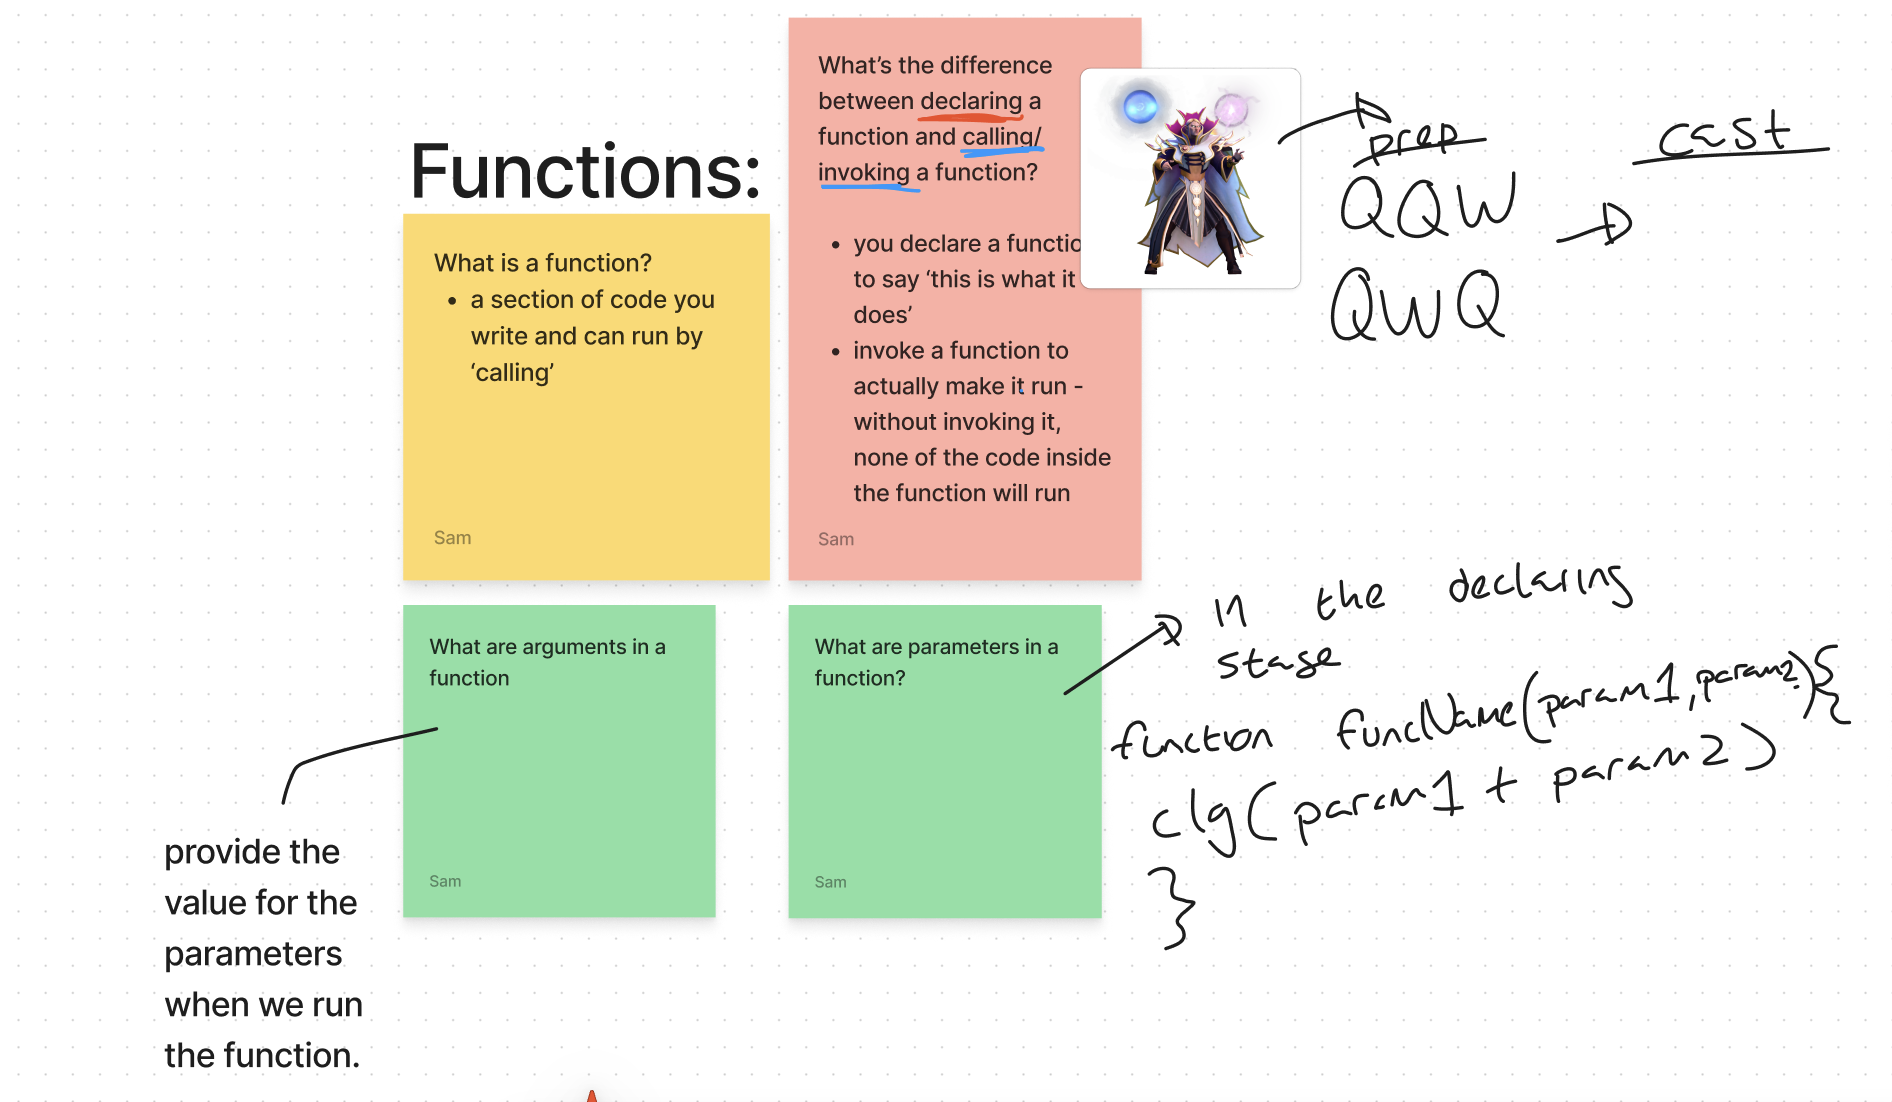 Functions:
What is a function?
• a section of code you
write and can run by
‘calling’
Sam
What’s the difference
between declaring a
function and calling/
invoking a function?
• you declare a functio
to say ‘this is what it
does’
• invoke a function to
actually make it run -
without invoking it,
none of the code inside
the function will run
Sam
prep
QQW
QWQ
cast
What are arguments in a
function
Sam
provide the
value for the
parameters
when we run
the function.
What are parameters in a
function?
Sam
in the declaring
stage
function funcName(param1,param2){
clg(param1 + param2)
}